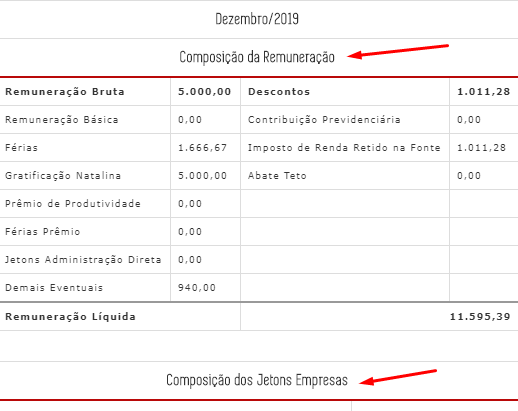 Dezembro/2019
Composição da Remuneração
Remuneração Bruta 5.000,00 Descontos 1.011,28
Remuneração Básica 0,00 Contribuição Previdenciária 0,00
Férias 1.666,67 Imposto de Renda Retido na Fonte 1.011,28
Gratificação Natalina 5.000,00 Abate Teto 0,00
Prêmio de Produtividade 0,00
Férias Prêmio 0,00
Jetons Administração Direta 0,00
Demais Eventuais 940,00
Remuneração Líquida 11.595,39
Composição dos Jetons Empresas